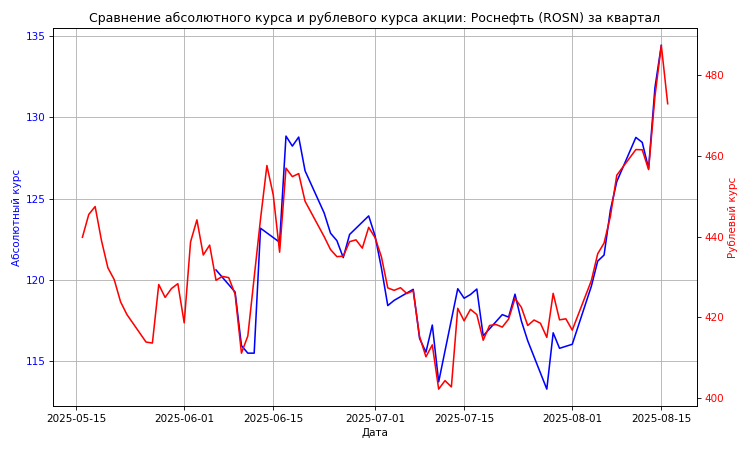 Сравнение абсолютного курса и рублевого курса акции: Роснефть (ROSN) за квартал
135
130
125
120
115
Абсолютный курс
480
460
440
420
400
Рублевый курс
2025-05-15 2025-06-01 2025-06-15 2025-07-01 2025-07-15 2025-08-01 2025-08-15
Дата